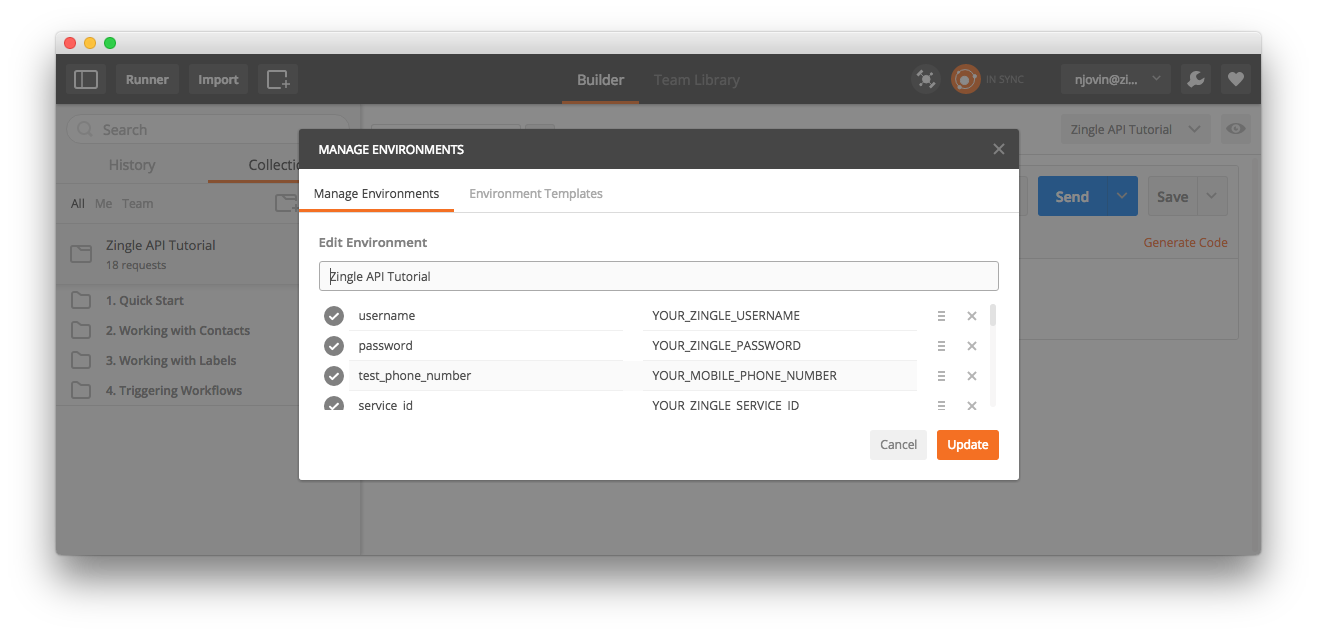 Runner Import Builder Team Library IN SYNC njovin@zi...
Search
Zingle API Tutorial
History Collectio
MANAGE ENVIRONMENTS
Manage Environments Environment Templates
All Me Team
Send Save
Zingle API Tutorial
18 requests
Generate Code
Edit Environment
Zingle API Tutorial
1. Quick Start
2. Working with Contacts
3. Working with Labels
4. Triggering Workflows
username YOUR_ZINGLE_USERNAME
password YOUR_ZINGLE_PASSWORD
test_phone_number YOUR_MOBILE_PHONE_NUMBER
service_id YOUR_ZINGLE_SERVICE_ID
Cancel Update